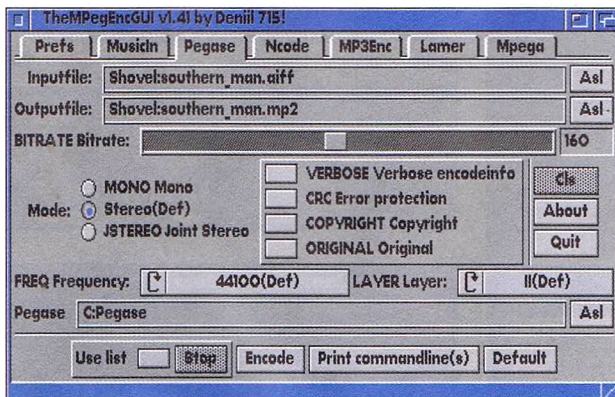 TheMPegEncGUI v1.41 by Deniil 715!
Prefs MusicIn Pegase Ncode MP3Enc Lamer Mpega
Inputfile: Shovel:southern_man.aiff Asl
Outputfile: Shovel:southern_man.mp2 Asl
BITRATE Bitrate: 160
VERBOSE Verbose encodeinfo
MONO Mono CRC Error protection Cls
Mode: Stereo(Def) COPYRIGHT Copyright About
JSTEREO Joint Stereo ORIGINAL Original Quit
FREQ Frequency: 44100(Def) LAYER Layer: II(Def)
Pegase C:Pegase Asl
Use list Stop Encode Print commandline(s) Default